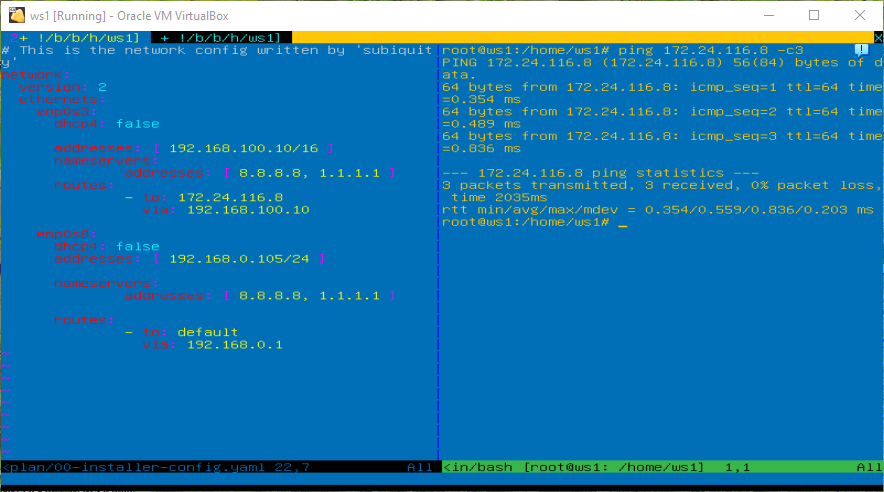 ws1 [Running] - Oracle VM VirtualBox
2+ !/b/b/h/ws1] + !/b/b/h/ws1] X
# This is the network config written by 'subiquit
y'
network:
version: 2
ethernets:
enp0s3:
dhcp4: false
addresses: [ 192.168.100.10/16 ]
nameservers:
addresses: [ 8.8.8.8, 1.1.1.1 ]
routes:
- to: 172.24.116.8
via: 192.168.100.10
enp0s8:
dhcp4: false
addresses: [ 192.168.0.105/24 ]
nameservers:
addresses: [ 8.8.8.8, 1.1.1.1 ]
routes:
- to: default
via: 192.168.0.1
~
~
~
~
~
~
~
~
~
<plan/00-installer-config.yaml 22,7 All
root@ws1:/home/ws1# ping 172.24.116.8 -c3
PING 172.24.116.8 (172.24.116.8) 56(84) bytes of d
ata.
64 bytes from 172.24.116.8: icmp_seq=1 ttl=64 time
=0.354 ms
64 bytes from 172.24.116.8: icmp_seq=2 ttl=64 time
=0.489 ms
64 bytes from 172.24.116.8: icmp_seq=3 ttl=64 time
=0.836 ms
--- 172.24.116.8 ping statistics ---
3 packets transmitted, 3 received, 0% packet loss,
time 2035ms
rtt min/avg/max/mdev = 0.354/0.559/0.836/0.203 ms
root@ws1:/home/ws1# _
<in/bash [root@ws1: /home/ws1] 1,1 All